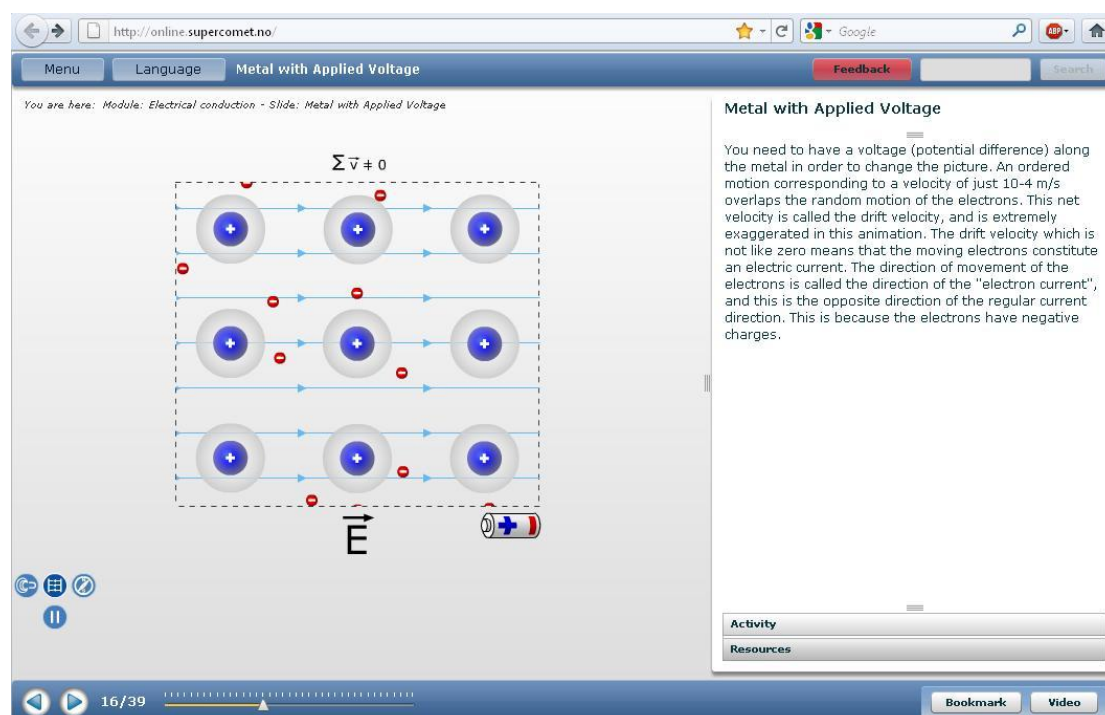 http://online.supercomet.no/
Google
ABP
Menu
Language
Metal with Applied Voltage
Feedback
Search
You are here: Module: Electrical conduction - Slide: Metal with Applied Voltage
Σ v⃗ ≠ 0
E⃗
Metal with Applied Voltage
You need to have a voltage (potential difference) along
the metal in order to change the picture. An ordered
motion corresponding to a velocity of just 10-4 m/s
overlaps the random motion of the electrons. This net
velocity is called the drift velocity, and is extremely
exaggerated in this animation. The drift velocity which is
not like zero means that the moving electrons constitute
an electric current. The direction of movement of the
electrons is called the direction of the "electron current",
and this is the opposite direction of the regular current
direction. This is because the electrons have negative
charges.
Activity
Resources
16/39
Bookmark
Video